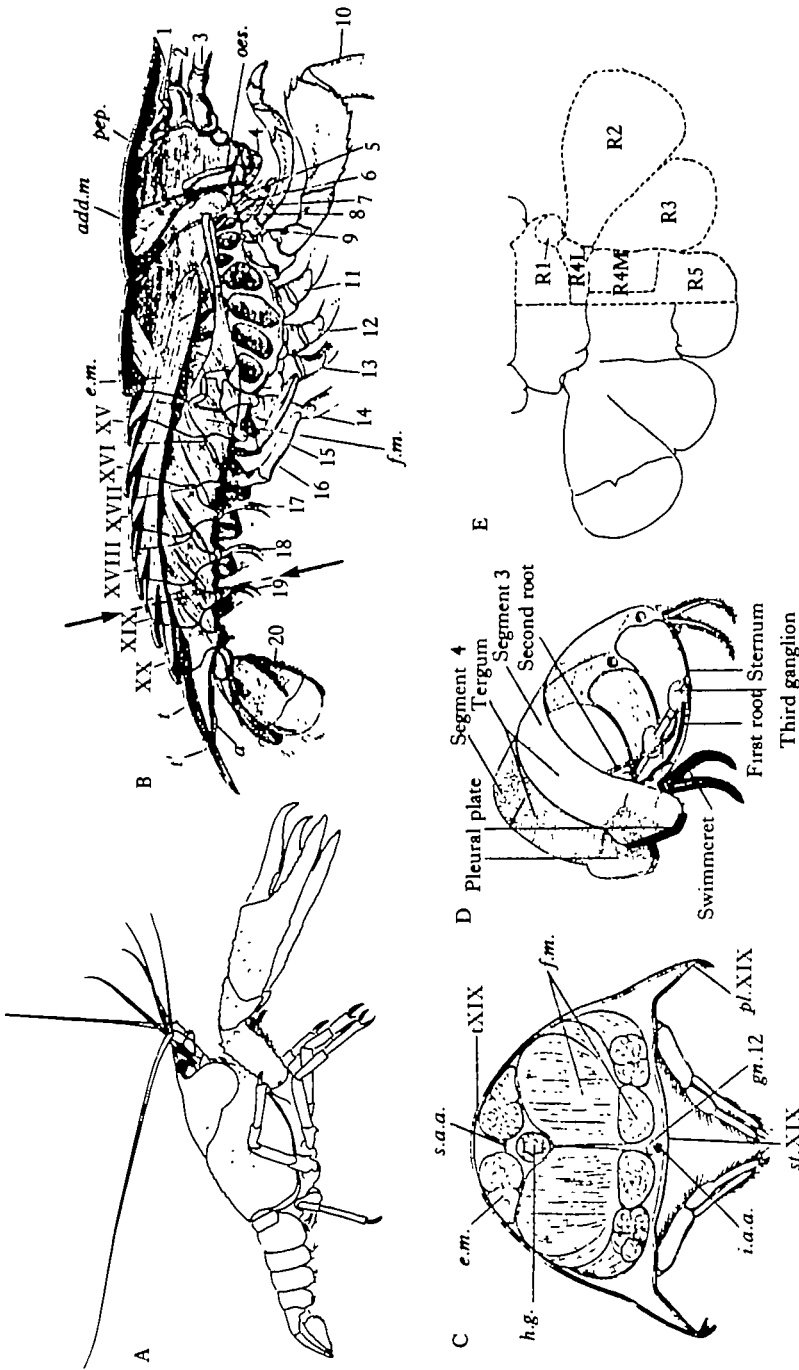 A
B
pep.
add.m
e.m.
XV
XVI
XVII
XVIII
XIX
XX
t
t'
a
1
2
3
oes.
4
5
6
7
8
9
10
11
12
13
14
15
16
f.m.
17
18
19
20
C
s.a.a.
tXIX
e.m.
f.m.
h.g.
pl.XIX
gn.12
st.XIX
i.a.a.
D
Segment 4
Tergum
Segment 3
Second root
Pleural plate
Swimmeret
First root
Sternum
Third ganglion
E
R1
R2
R3
R4L
R4M
R5